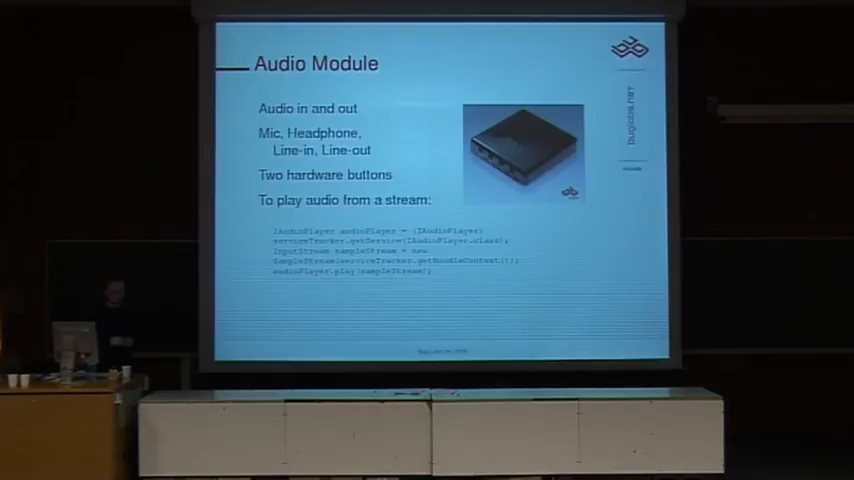 Audio Module
Audio in and out
Mic, Headphone,
Line-in, Line-out
Two hardware buttons
To play audio from a stream:
IAudioPlayer audioPlayer = (IAudioPlayer)
serviceTracker.getService(IAudioPlayer.class);
InputStream sampleStream = new
SampleStream(serviceTracker.getBundleContext());
audioPlayer.play(sampleStream);
buglabs.net